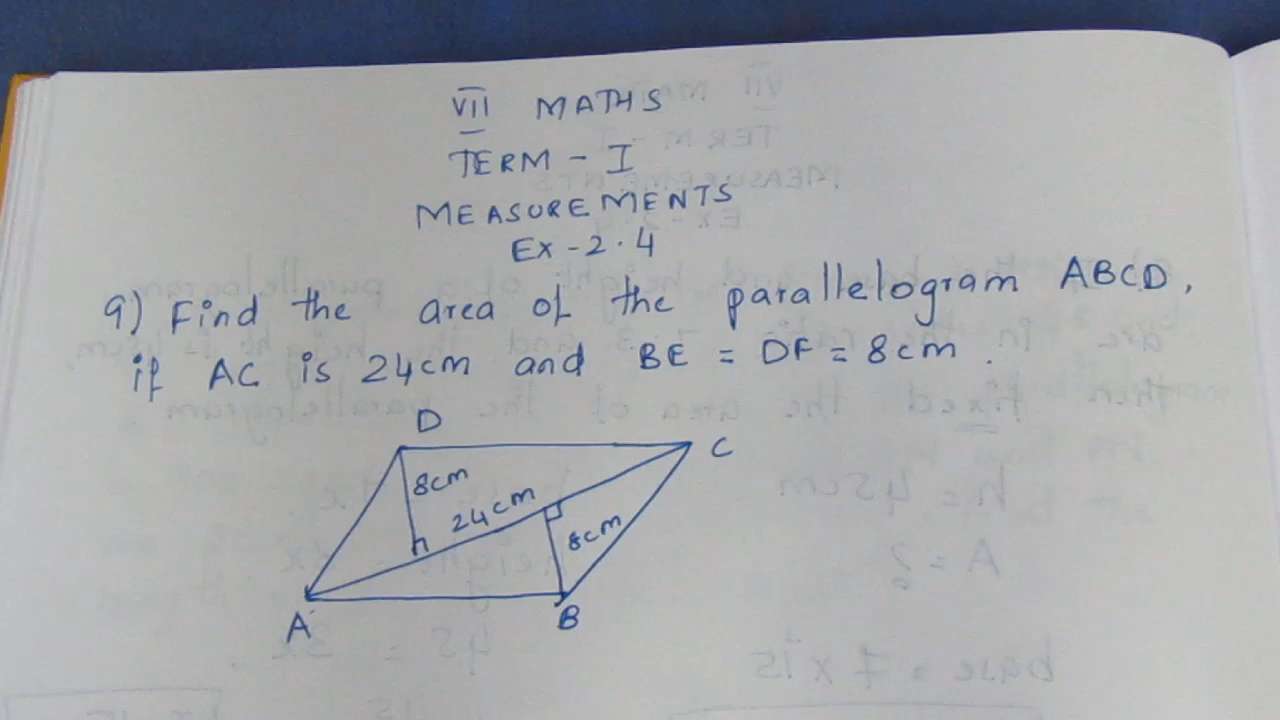 VII MATHS
TERM - I
MEASUREMENTS
Ex - 2.4
9) Find the area of the parallelogram ABCD,
if AC is 24cm and BE = DF = 8cm.
D
C
8cm
24cm
8cm
A
B